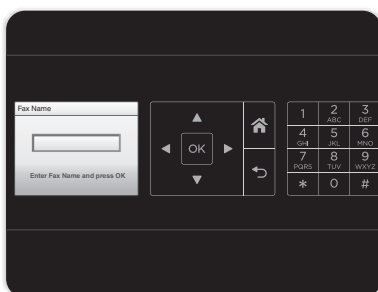 Fax Name
Enter Fax Name and press OK
OK
1 2 3
ABC DEF
4 5 6
GHI JKL MNO
7 8 9
PQRS TUV WXYZ
* 0 #